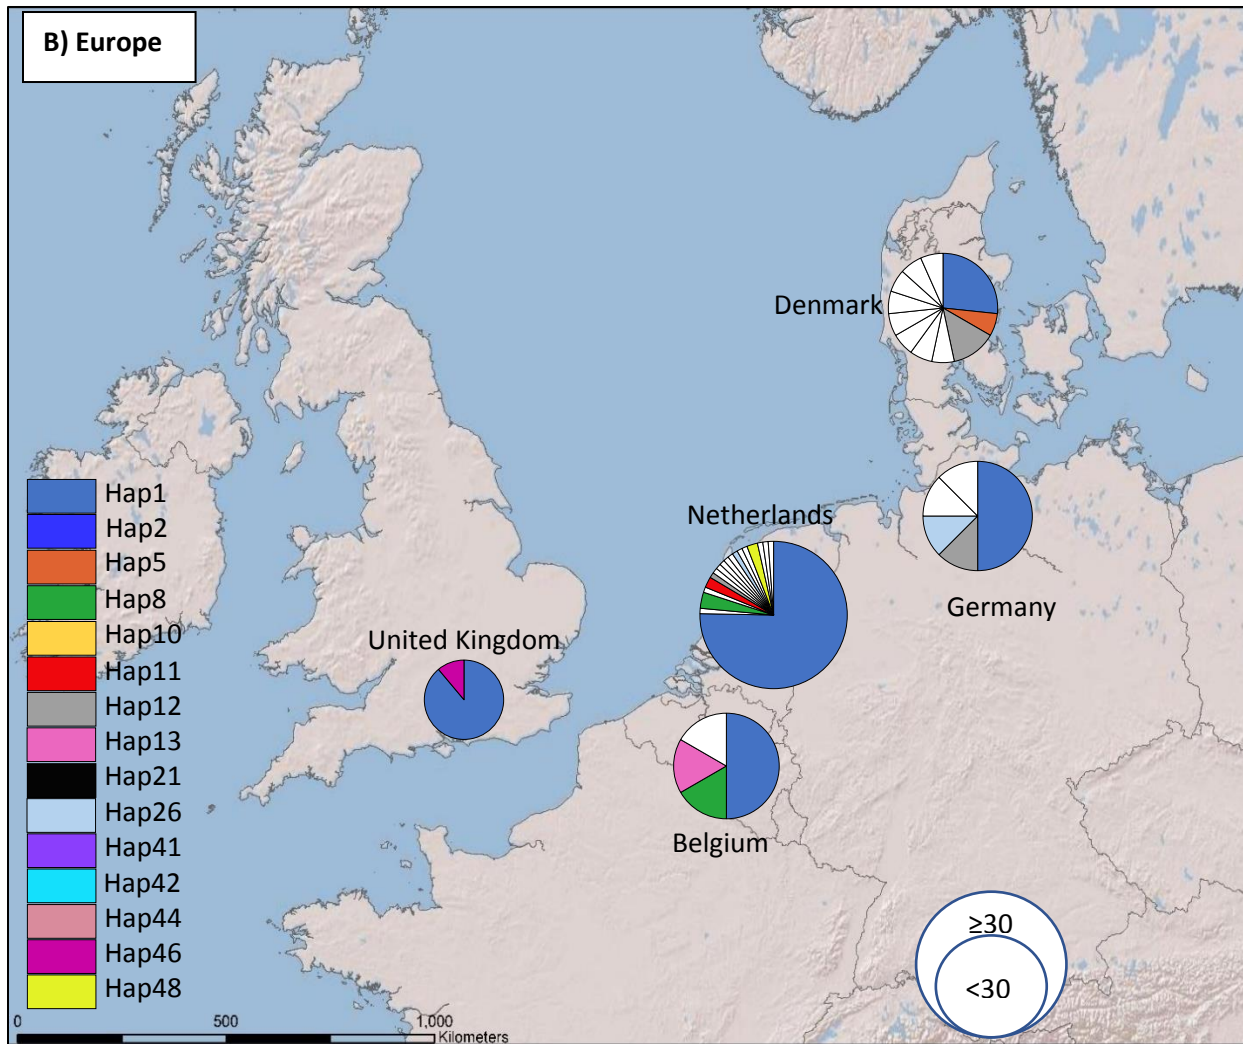 B) Europe
Denmark
Netherlands
Germany
United Kingdom
Belgium
Hap1
Hap2
Hap5
Hap8
Hap10
Hap11
Hap12
Hap13
Hap21
Hap26
Hap41
Hap42
Hap44
Hap46
Hap48
≥30
<30
0 500 1,000
Kilometers